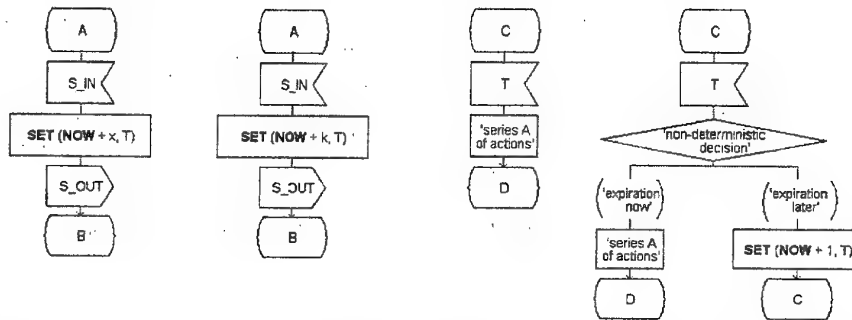 A
S_IN
SET (NOW + x, T)
S_OUT
B
A
S_IN
SET (NOW + k, T)
S_OUT
B
C
T
'series A
of actions'
D
C
T
'non-deterministic
decision'
'expiration
now'
'series A
of actions'
D
'expiration
later'
SET (NOW + 1, T)
C